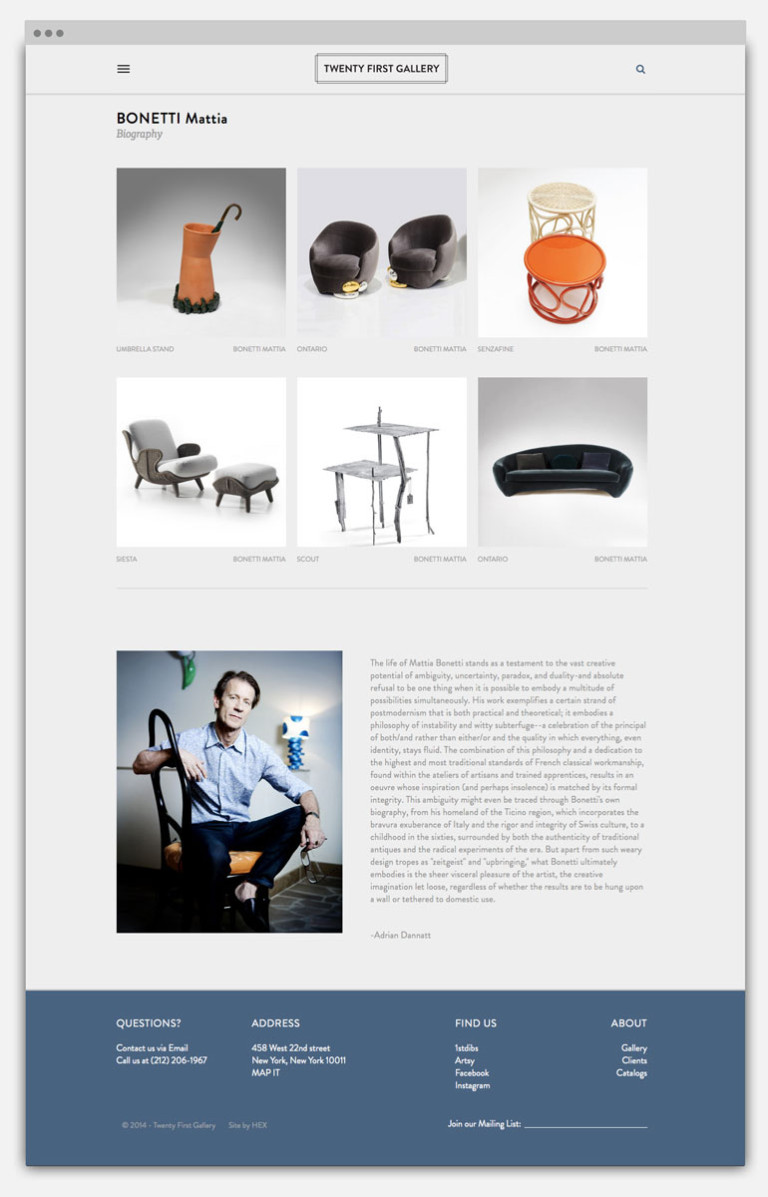 TWENTY FIRST GALLERY
BONETTI Mattia
Biography
UMBRELLA STAND BONETTI MATTIA
ONTARIO BONETTI MATTIA
SENZAFINE BONETTI MATTIA
SIESTA BONETTI MATTIA
SCOUT BONETTI MATTIA
ONTARIO BONETTI MATTIA
The life of Mattia Bonetti stands as a testament to the vast creative
potential of ambiguity, uncertainty, paradox, and duality-and absolute
refusal to be one thing when it is possible to embody a multitude of
possibilities simultaneously. His work exemplifies a certain strand of
postmodernism that is both practical and theoretical; it embodies a
philosophy of instability and witty subterfuge--a celebration of the principal
of both/and rather than either/or and the quality in which everything, even
identity, stays fluid. The combination of this philosophy and a dedication to
the highest and most traditional standards of French classical workmanship,
found within the ateliers of artisans and trained apprentices, results in an
oeuvre whose inspiration (and perhaps insolence) is matched by its formal
integrity. This ambiguity might even be traced through Bonetti's own
biography, from his homeland of the Ticino region, which incorporates the
bravura exuberance of Italy and the rigor and integrity of Swiss culture, to a
childhood in the sixties, surrounded by both the authenticity of traditional
antiques and the radical experiments of the era. But apart from such weary
design tropes as "zeitgeist" and "upbringing," what Bonetti ultimately
embodies is the sheer visceral pleasure of the artist, the creative
imagination let loose, regardless of whether the results are to be hung upon
a wall or tethered to domestic use.
-Adrian Dannatt
QUESTIONS?
Contact us via Email
Call us at (212) 206-1967
ADDRESS
458 West 22nd street
New York, New York 10011
MAP IT
FIND US
1stdibs
Artsy
Facebook
Instagram
ABOUT
Gallery
Clients
Catalogs
© 2014 - Twenty First Gallery Site by HEX
Join our Mailing List: